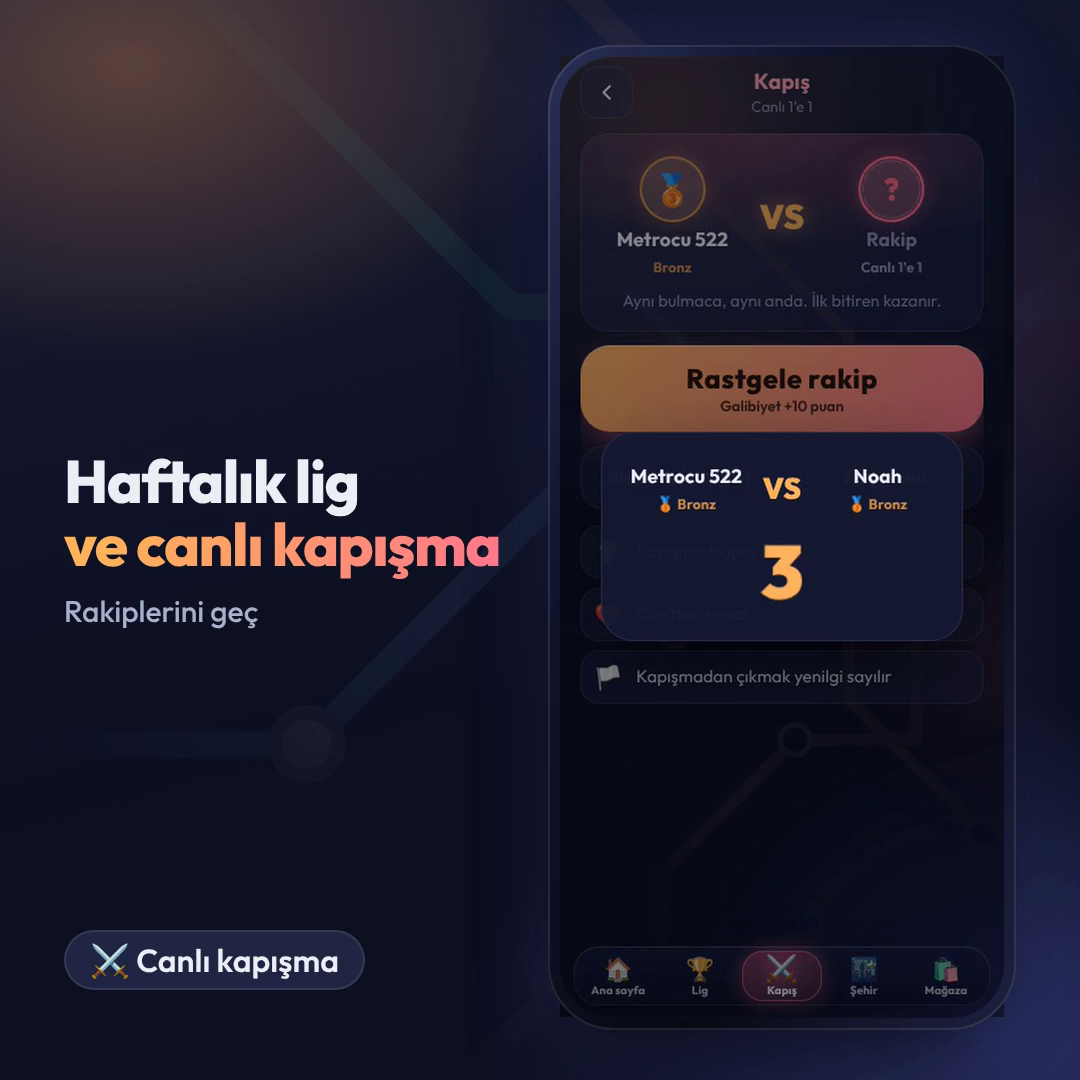 Haftalık lig
ve canlı kapışma
Rakiplerini geç
⚔️ Canlı kapışma
Kapış
Canlı 1'e 1
Metrocu 522
Bronz
VS
?
Rakip
Canlı 1'e 1
Aynı bulmaca, aynı anda. İlk bitiren kazanır.
Rastgele rakip
Galibiyet +10 puan
Metrocu 522
🥉 Bronz
VS
Noah
🥉 Bronz
3
Can harcamaz
Kapışmadan çıkmak yenilgi sayılır
Ana sayfa
Lig
Kapış
Şehir
Mağaza